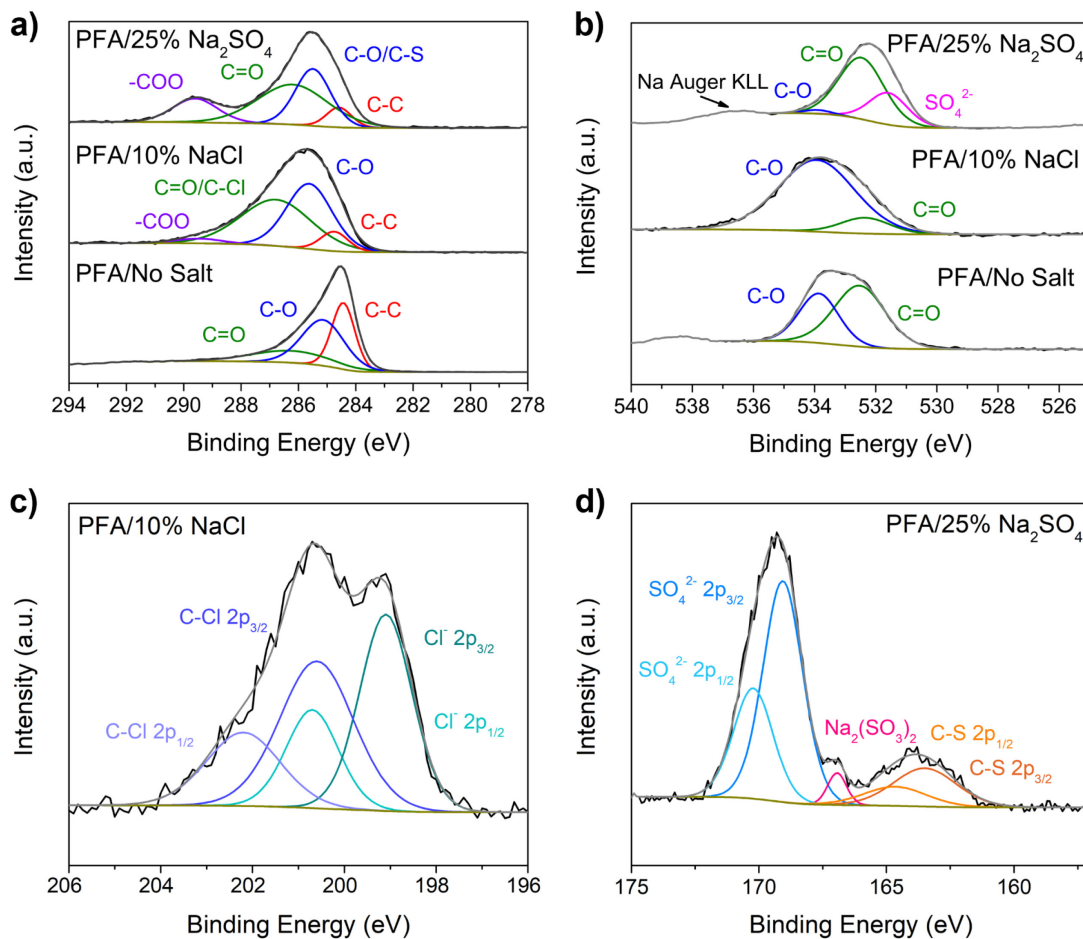 a)
PFA/25% Na₂SO₄
-COO
C=O
C-O/C-S
C-C
PFA/10% NaCl
C=O/C-Cl
-COO
C-O
C-C
PFA/No Salt
C=O
C-O
C-C
Intensity (a.u.)
294 292 290 288 286 284 282 280 278
Binding Energy (eV)
b)
PFA/25% Na₂SO₄
Na Auger KLL
C-O
C=O
SO₄²⁻
PFA/10% NaCl
C-O
C=O
PFA/No Salt
C-O
C=O
Intensity (a.u.)
540 538 536 534 532 530 528 526
Binding Energy (eV)
c)
PFA/10% NaCl
C-Cl 2p₃/₂
C-Cl 2p₁/₂
Cl⁻ 2p₃/₂
Cl⁻ 2p₁/₂
Intensity (a.u.)
206 204 202 200 198 196
Binding Energy (eV)
d)
PFA/25% Na₂SO₄
SO₄²⁻ 2p₃/₂
SO₄²⁻ 2p₁/₂
Na₂(SO₃)₂
C-S 2p₁/₂
C-S 2p₃/₂
Intensity (a.u.)
175 170 165 160
Binding Energy (eV)